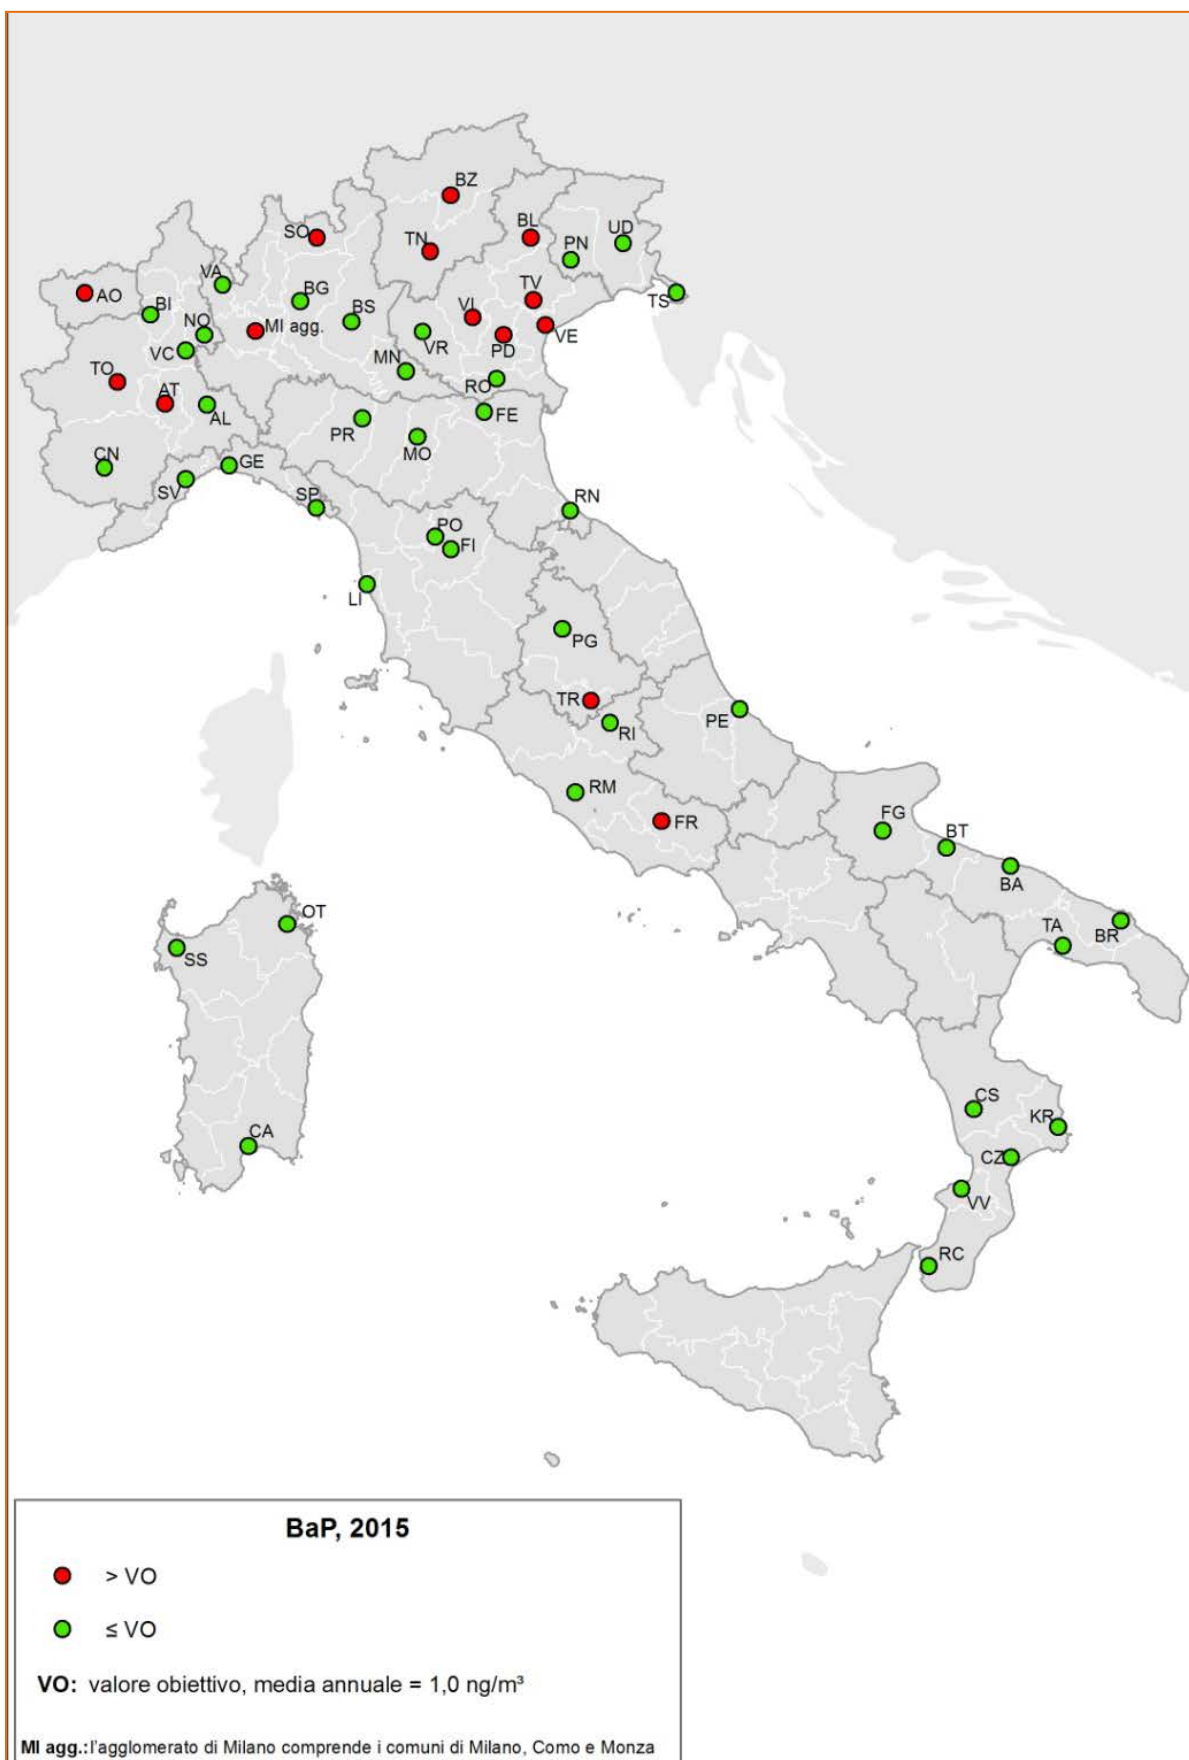 BZ
SO
BL
UD
TN
PN
VA
TV
TS
AO
BG
BI
BS
VI
NO
MI agg.
VE
VR
PD
VC
MN
TO
RO
AT
AL
FE
PR
MO
CN
GE
SV
SP
RN
PO
FI
LI
PG
TR
PE
RI
RM
FR
FG
BT
BA
OT
TA
BR
SS
CS
KR
CA
CZ
VV
RC
BaP, 2015
> VO
≤ VO
VO: valore obiettivo, media annuale = 1,0 ng/m³
MI agg.:l'agglomerato di Milano comprende i comuni di Milano, Como e Monza